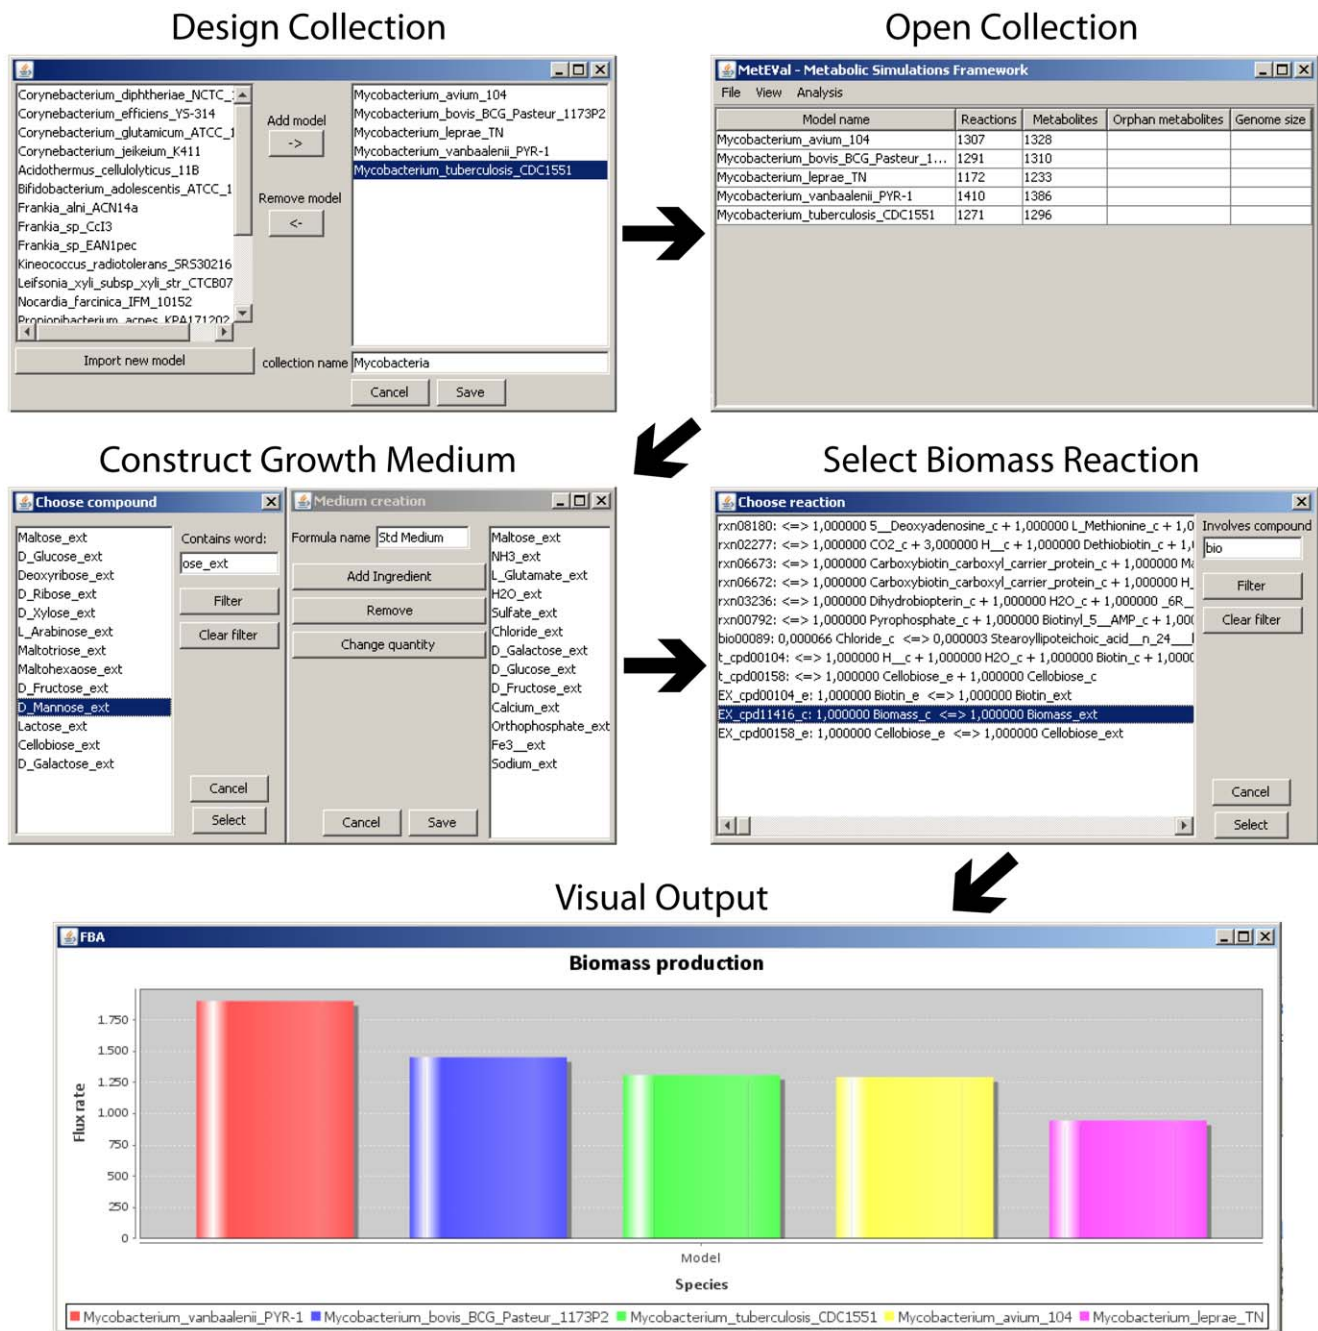 Design Collection
Corynebacterium_diphtheriae_NCTC_
Corynebacterium_efficiens_YS-314
Corynebacterium_glutamicum_ATCC_1
Corynebacterium_jeikeium_K411
Acidothermus_cellulolyticus_11B
Bifidobacterium_adolescentis_ATCC_1
Frankia_alni_ACN14a
Frankia_sp_CcI3
Frankia_sp_EAN1pec
Kineococcus_radiotolerans_SRS30216
Leifsonia_xyli_subsp_xyli_str_CTCB07
Nocardia_farcinica_IFM_10152
Propionibacterium_acnes_KPA171202
Import new model
Add model
->
Remove model
<-
Mycobacterium_avium_104
Mycobacterium_bovis_BCG_Pasteur_1173P2
Mycobacterium_leprae_TN
Mycobacterium_vanbaalenii_PYR-1
Mycobacterium_tuberculosis_CDC1551
collection name Mycobacteria
Cancel Save
Open Collection
MetEVal - Metabolic Simulations Framework
File View Analysis
Model name Reactions Metabolites Orphan metabolites Genome size
Mycobacterium_avium_104 1307 1328
Mycobacterium_bovis_BCG_Pasteur_1... 1291 1310
Mycobacterium_leprae_TN 1172 1233
Mycobacterium_vanbaalenii_PYR-1 1410 1386
Mycobacterium_tuberculosis_CDC1551 1271 1296
Construct Growth Medium
Choose compound
Maltose_ext
D_Glucose_ext
Deoxyribose_ext
D_Ribose_ext
D_Xylose_ext
L_Arabinose_ext
Maltotriose_ext
Maltohexaose_ext
D_Fructose_ext
D_Mannose_ext
Lactose_ext
Cellobiose_ext
D_Galactose_ext
Contains word:
ose_ext
Filter
Clear filter
Cancel
Select
Medium creation
Formula name Std Medium
Add Ingredient
Remove
Change quantity
Cancel Save
Maltose_ext
NH3_ext
L_Glutamate_ext
H2O_ext
Sulfate_ext
Chloride_ext
D_Galactose_ext
D_Glucose_ext
D_Fructose_ext
Calcium_ext
Orthophosphate_ext
Fe3__ext
Sodium_ext
Select Biomass Reaction
Choose reaction
rxn08180: <=> 1,000000 5__Deoxyadenosine_c + 1,000000 L_Methionine_c + 1,0
rxn02277: <=> 1,000000 CO2_c + 3,000000 H__c + 1,000000 Dethiobiotin_c + 1,
rxn06673: <=> 1,000000 Carboxybiotin_carboxyl_carrier_protein_c + 1,000000
rxn06672: <=> 1,000000 Carboxybiotin_carboxyl_carrier_protein_c + 1,000000 H_
rxn03236: <=> 1,000000 Dihydrobiopterin_c + 1,000000 H2O_c + 1,000000 _6R_
rxn00792: <=> 1,000000 Pyrophosphate_c + 1,000000 Biotinyl_5__AMP_c + 1,000
bio00089: 0,000066 Chloride_c <=> 0,000003 Stearoyllipoteichoic_acid__n_24___
t_cpd00104: <=> 1,000000 H__c + 1,000000 H2O_c + 1,000000 Biotin_c + 1,0000
t_cpd00158: <=> 1,000000 Cellobiose_e + 1,000000 Cellobiose_c
EX_cpd00104_e: 1,000000 Biotin_e <=> 1,000000 Biotin_ext
EX_cpd11416_c: 1,000000 Biomass_c <=> 1,000000 Biomass_ext
EX_cpd00158_e: 1,000000 Cellobiose_e <=> 1,000000 Cellobiose_ext
Involves compound
bio
Filter
Clear filter
Cancel
Select
Visual Output
FBA
Biomass production
Flux rate
1.750
1.500
1.250
1.000
750
500
250
0
Model
Species
Mycobacterium_vanbaalenii_PYR-1 Mycobacterium_bovis_BCG_Pasteur_1173P2 Mycobacterium_tuberculosis_CDC1551 Mycobacterium_avium_104 Mycobacterium_leprae_TN